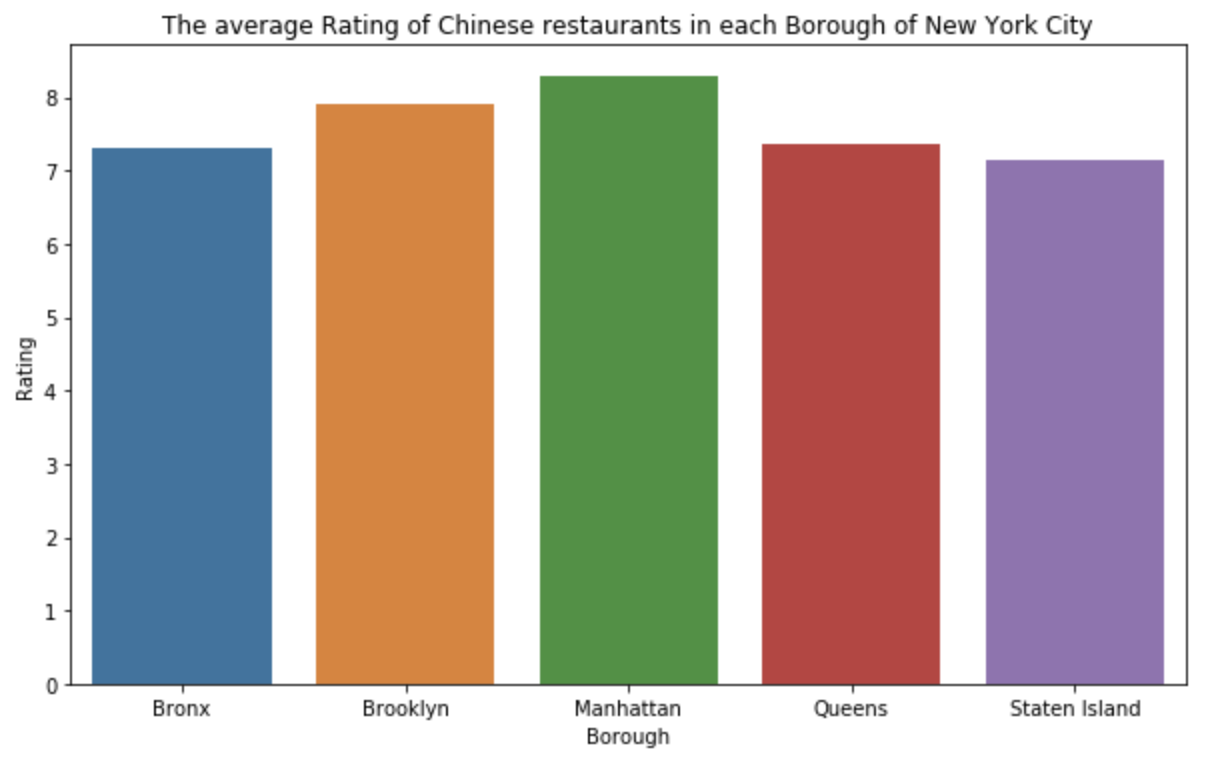 The average Rating of Chinese restaurants in each Borough of New York City
8
7
6
5
4
3
2
1
0
Rating
Bronx
Brooklyn
Manhattan
Queens
Staten Island
Borough